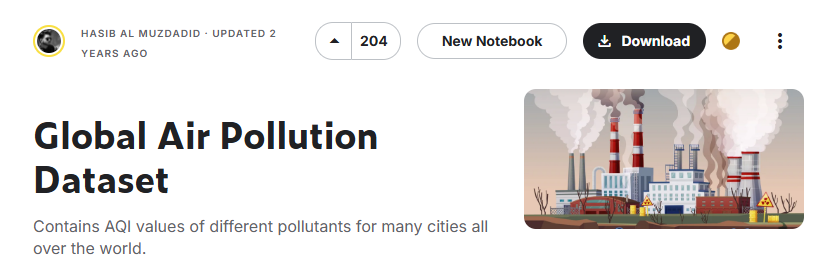 HASIB AL MUZDADID · UPDATED 2
YEARS AGO
204
New Notebook
Download
Global Air Pollution
Dataset
Contains AQI values of different pollutants for many cities all
over the world.